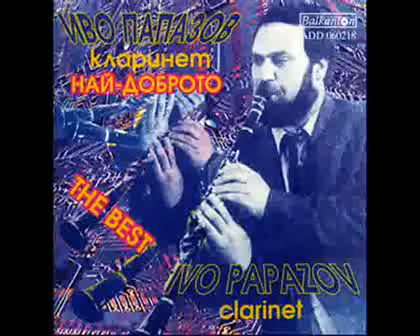 Balkanton
ADD 060218
ИВО ПАПАЗОВ
кларинет
НАЙ-ДОБРОТО
THE BEST
IVO PAPAZOV
clarinet